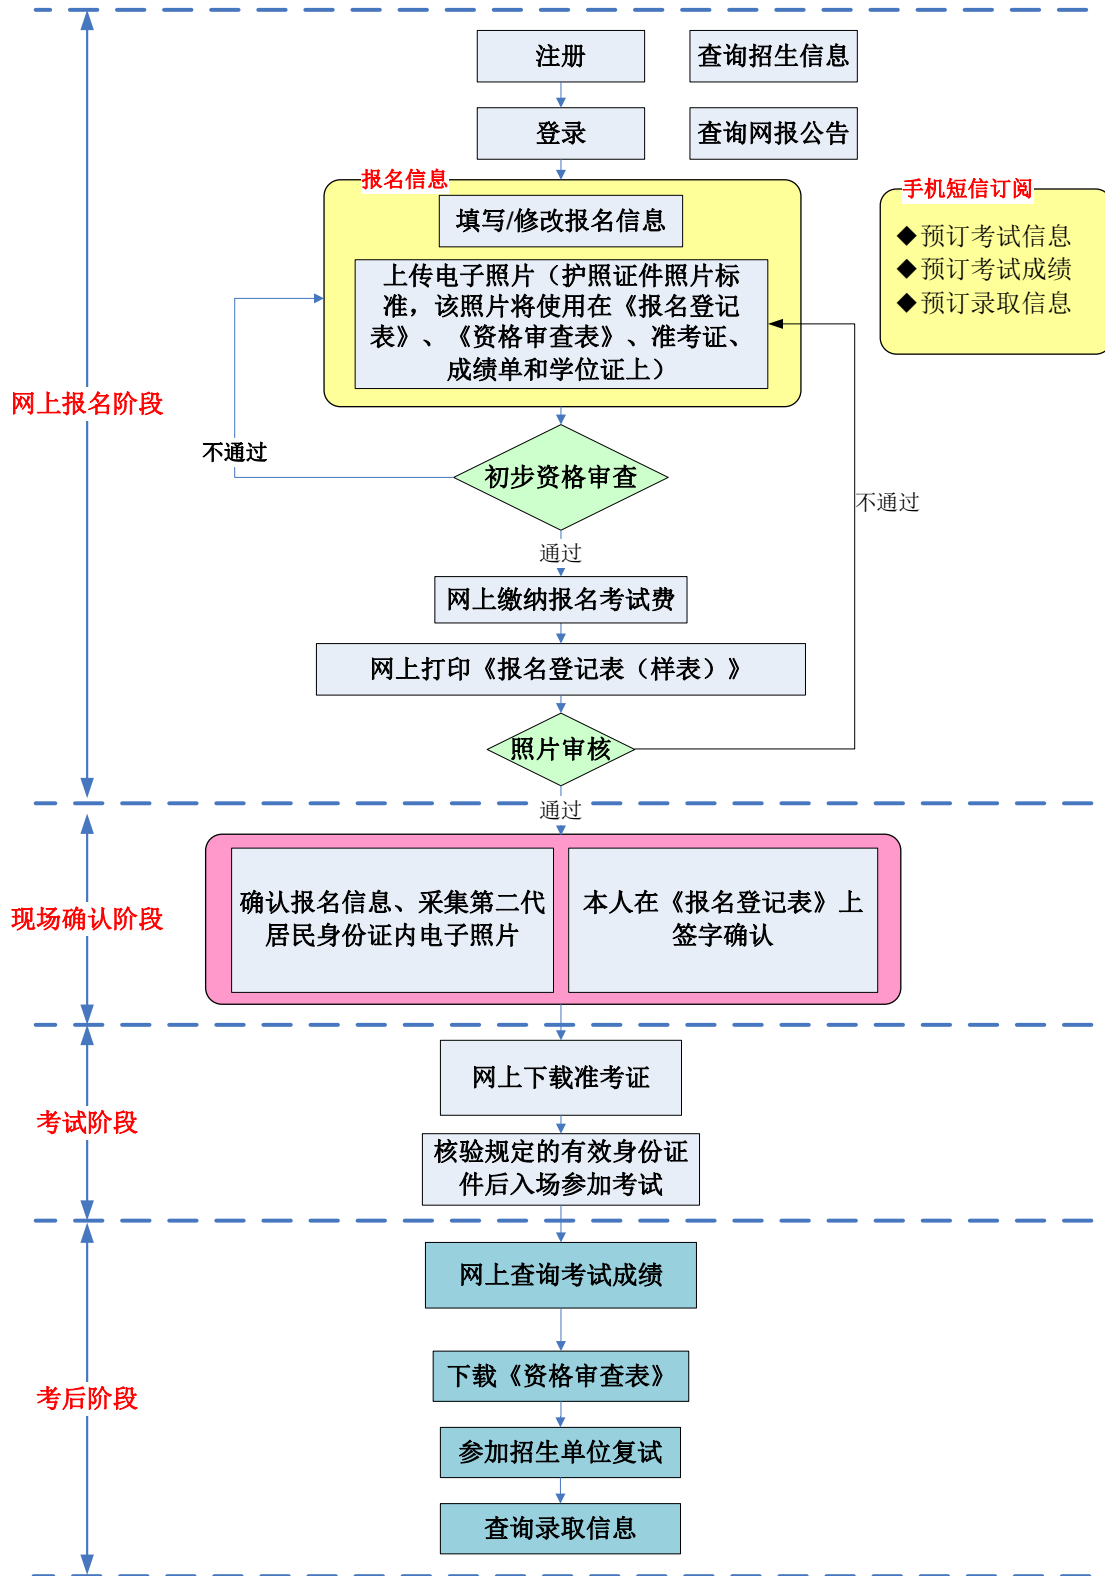 注册
查询招生信息
登录
查询网报公告
报名信息
填写/修改报名信息
上传电子照片（护照证件照片标
准，该照片将使用在《报名登记
表》、《资格审查表》、准考证、
成绩单和学位证上）
手机短信订阅
◆预订考试信息
◆预订考试成绩
◆预订录取信息
网上报名阶段
不通过
初步资格审查
不通过
通过
网上缴纳报名考试费
网上打印《报名登记表（样表）》
照片审核
通过
现场确认阶段
确认报名信息、采集第二代
居民身份证内电子照片
本人在《报名登记表》上
签字确认
考试阶段
网上下载准考证
核验规定的有效身份证
件后入场参加考试
考后阶段
网上查询考试成绩
下载《资格审查表》
参加招生单位复试
查询录取信息